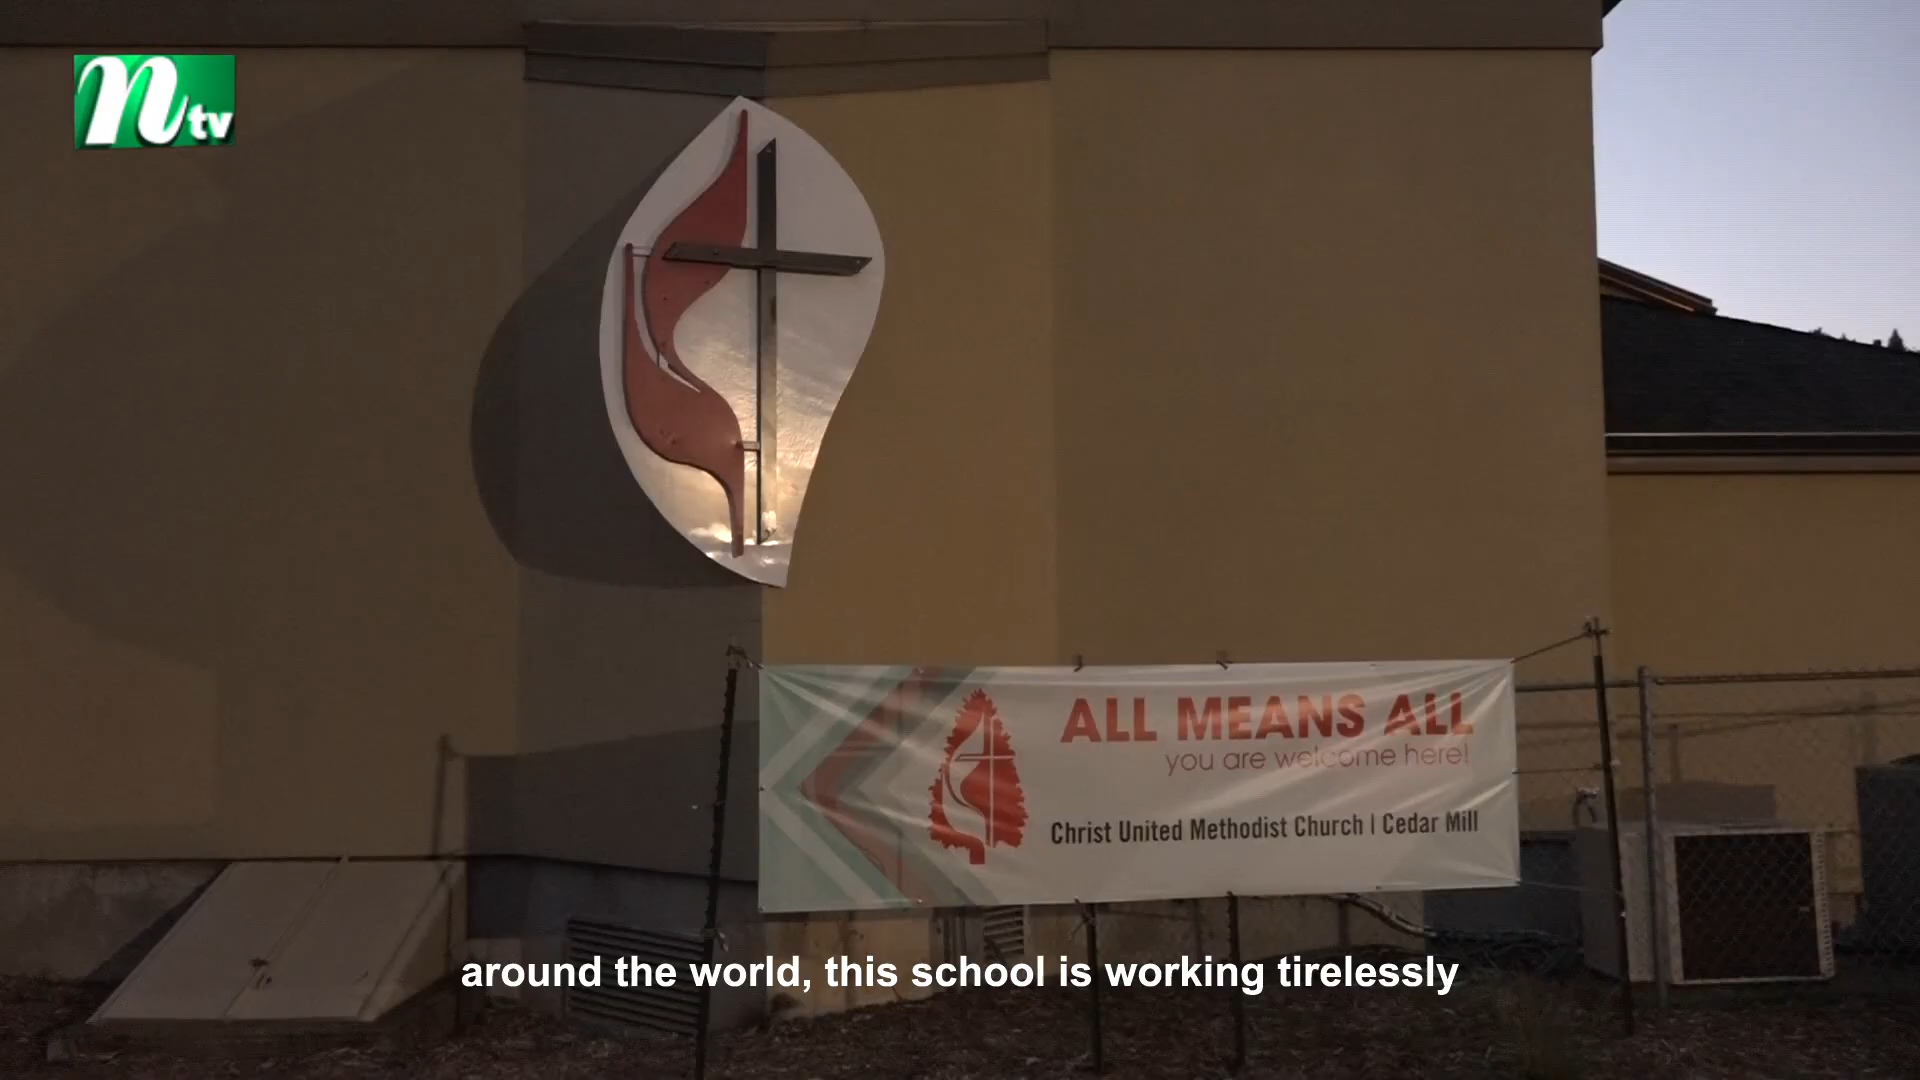 ntv
ALL MEANS ALL
you are welcome here!
Christ United Methodist Church | Cedar Mill
around the world, this school is working tirelessly